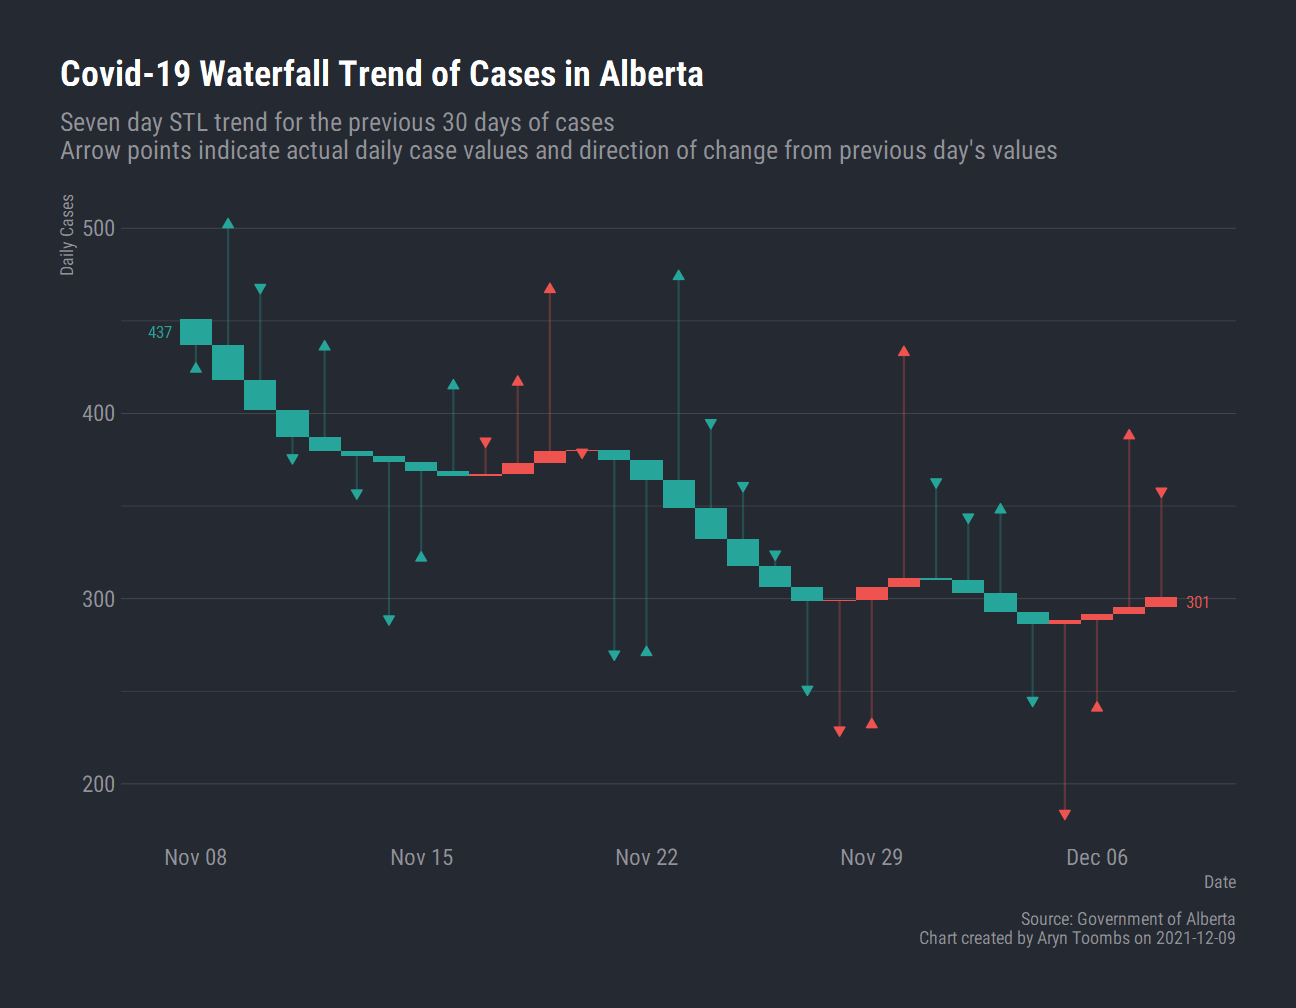 Covid-19 Waterfall Trend of Cases in Alberta
Seven day STL trend for the previous 30 days of cases
Arrow points indicate actual daily case values and direction of change from previous day's values
Daily Cases
500
437
400
300
301
200
Nov 08
Nov 15
Nov 22
Nov 29
Dec 06
Date
Source: Government of Alberta
Chart created by Aryn Toombs on 2021-12-09